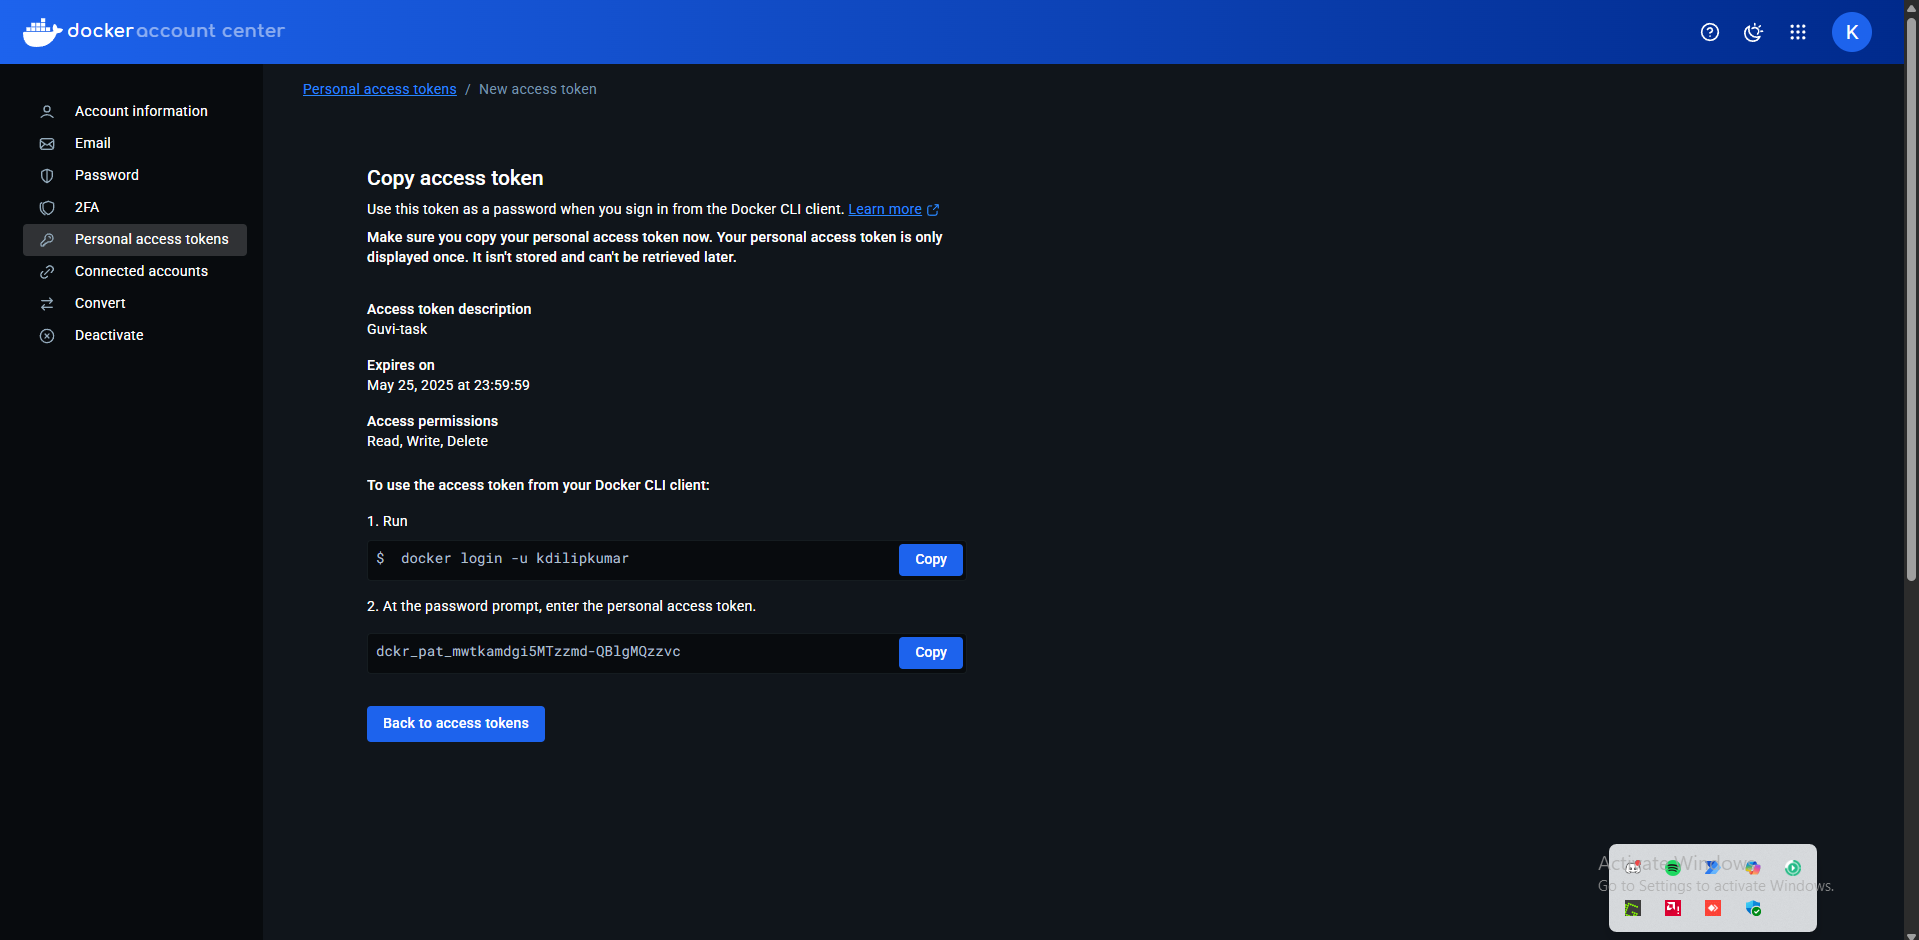 docker account center
K
Account information
Email
Password
2FA
Personal access tokens
Connected accounts
Convert
Deactivate
Personal access tokens / New access token
Copy access token
Use this token as a password when you sign in from the Docker CLI client. Learn more
Make sure you copy your personal access token now. Your personal access token is only
displayed once. It isn't stored and can't be retrieved later.
Access token description
Guvi-task
Expires on
May 25, 2025 at 23:59:59
Access permissions
Read, Write, Delete
To use the access token from your Docker CLI client:
1. Run
$ docker login -u kdilipkumar
Copy
2. At the password prompt, enter the personal access token.
dckr_pat_mwtkamdgi5MTzzmd-QBlgMQzzvc
Copy
Back to access tokens
Activate Windows
Go to Settings to activate Windows.